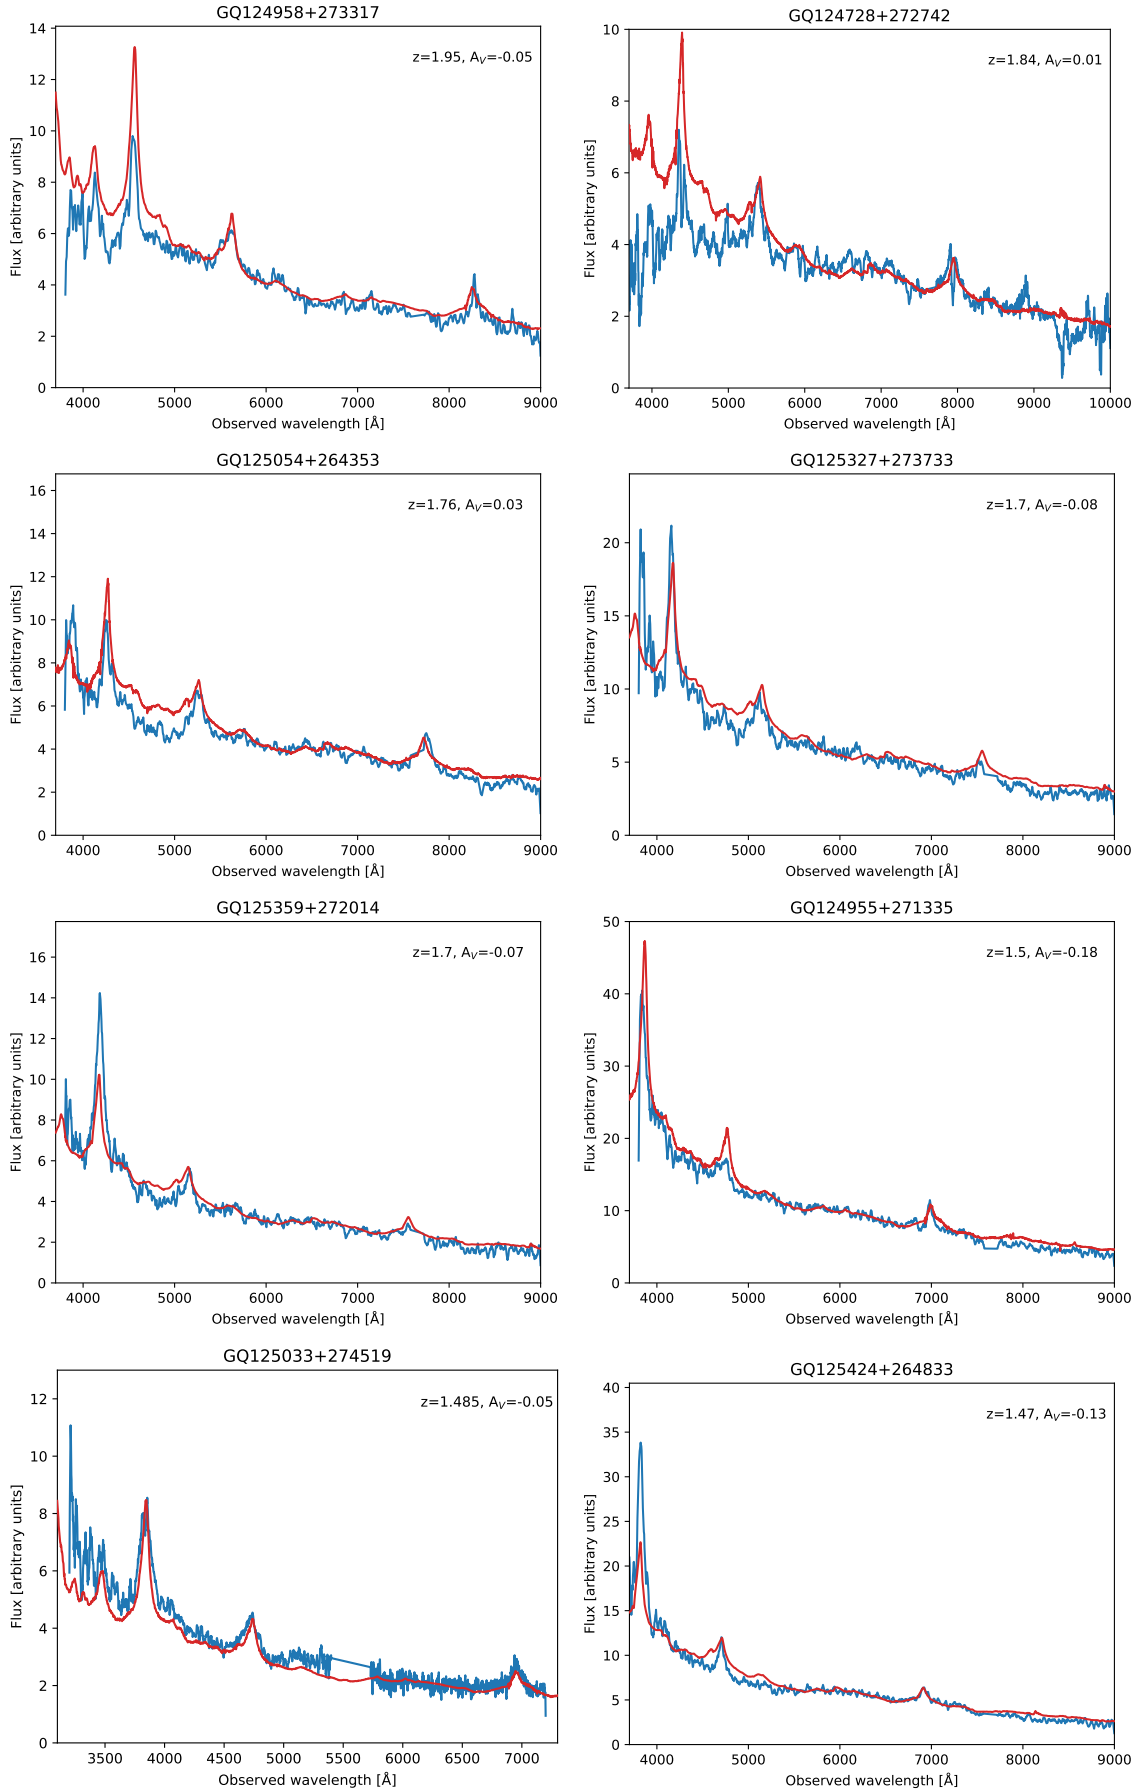 GQ124958+273317
z=1.95, A_V=-0.05
14
12
10
8
6
4
2
0
Flux [arbitrary units]
4000 5000 6000 7000 8000 9000
Observed wavelength [Å]
GQ124728+272742
z=1.84, A_V=0.01
10
8
6
4
2
0
Flux [arbitrary units]
4000 5000 6000 7000 8000 9000 10000
Observed wavelength [Å]
GQ125054+264353
z=1.76, A_V=0.03
16
14
12
10
8
6
4
2
0
Flux [arbitrary units]
4000 5000 6000 7000 8000 9000
Observed wavelength [Å]
GQ125327+273733
z=1.7, A_V=-0.08
20
15
10
5
0
Flux [arbitrary units]
4000 5000 6000 7000 8000 9000
Observed wavelength [Å]
GQ125359+272014
z=1.7, A_V=-0.07
16
14
12
10
8
6
4
2
0
Flux [arbitrary units]
4000 5000 6000 7000 8000 9000
Observed wavelength [Å]
GQ124955+271335
z=1.5, A_V=-0.18
50
40
30
20
10
0
Flux [arbitrary units]
4000 5000 6000 7000 8000 9000
Observed wavelength [Å]
GQ125033+274519
z=1.485, A_V=-0.05
12
10
8
6
4
2
0
Flux [arbitrary units]
3500 4000 4500 5000 5500 6000 6500 7000
Observed wavelength [Å]
GQ125424+264833
z=1.47, A_V=-0.13
40
35
30
25
20
15
10
5
0
Flux [arbitrary units]
4000 5000 6000 7000 8000 9000
Observed wavelength [Å]